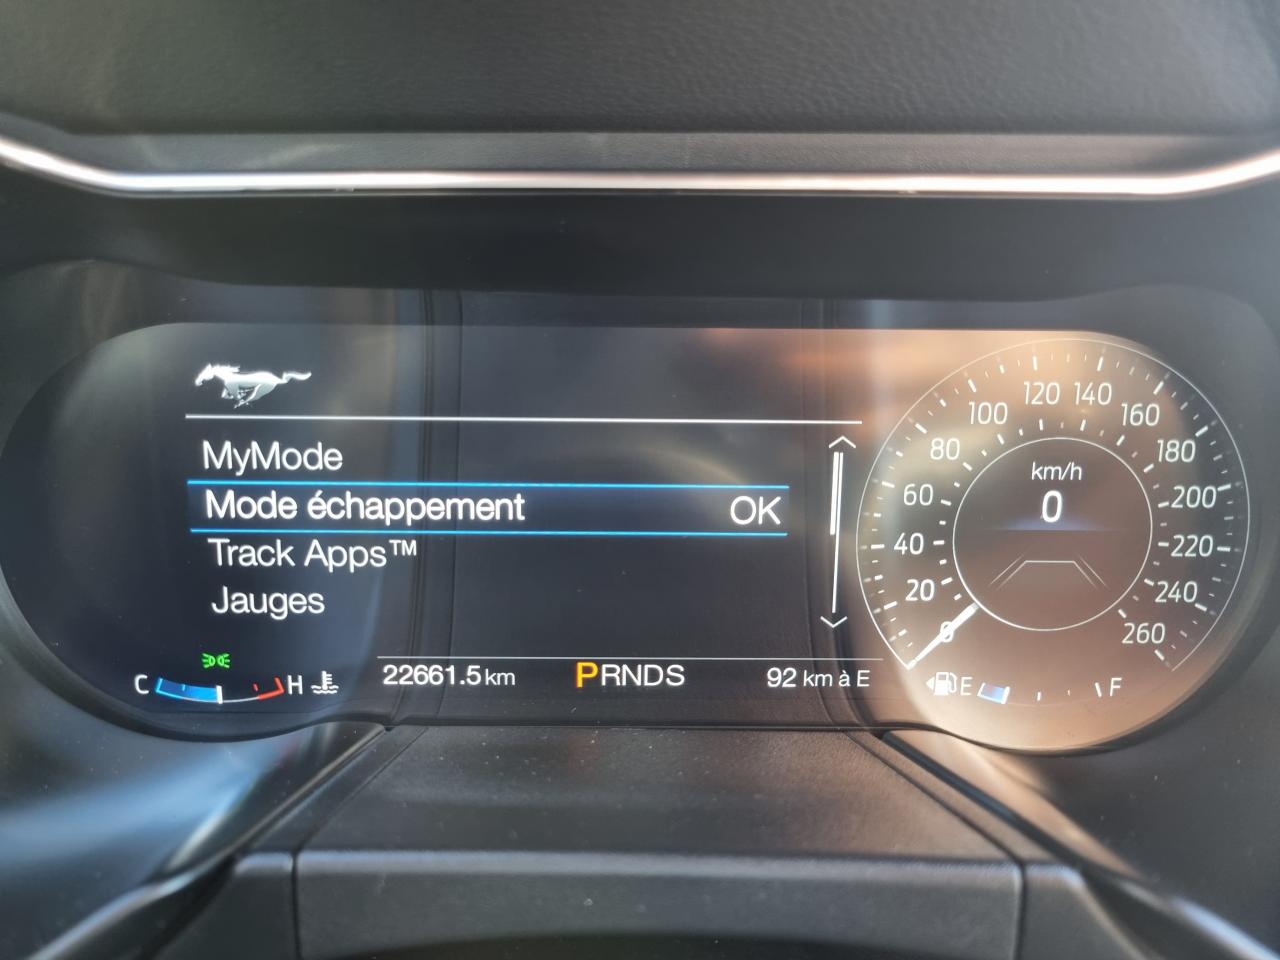 MyMode
Mode échappement OK
Track Apps™
Jauges
C H
22661.5 km
PRNDS
92 km à E
E F
km/h
0
0
20
40
60
80
100
120
140
160
180
200
220
240
260